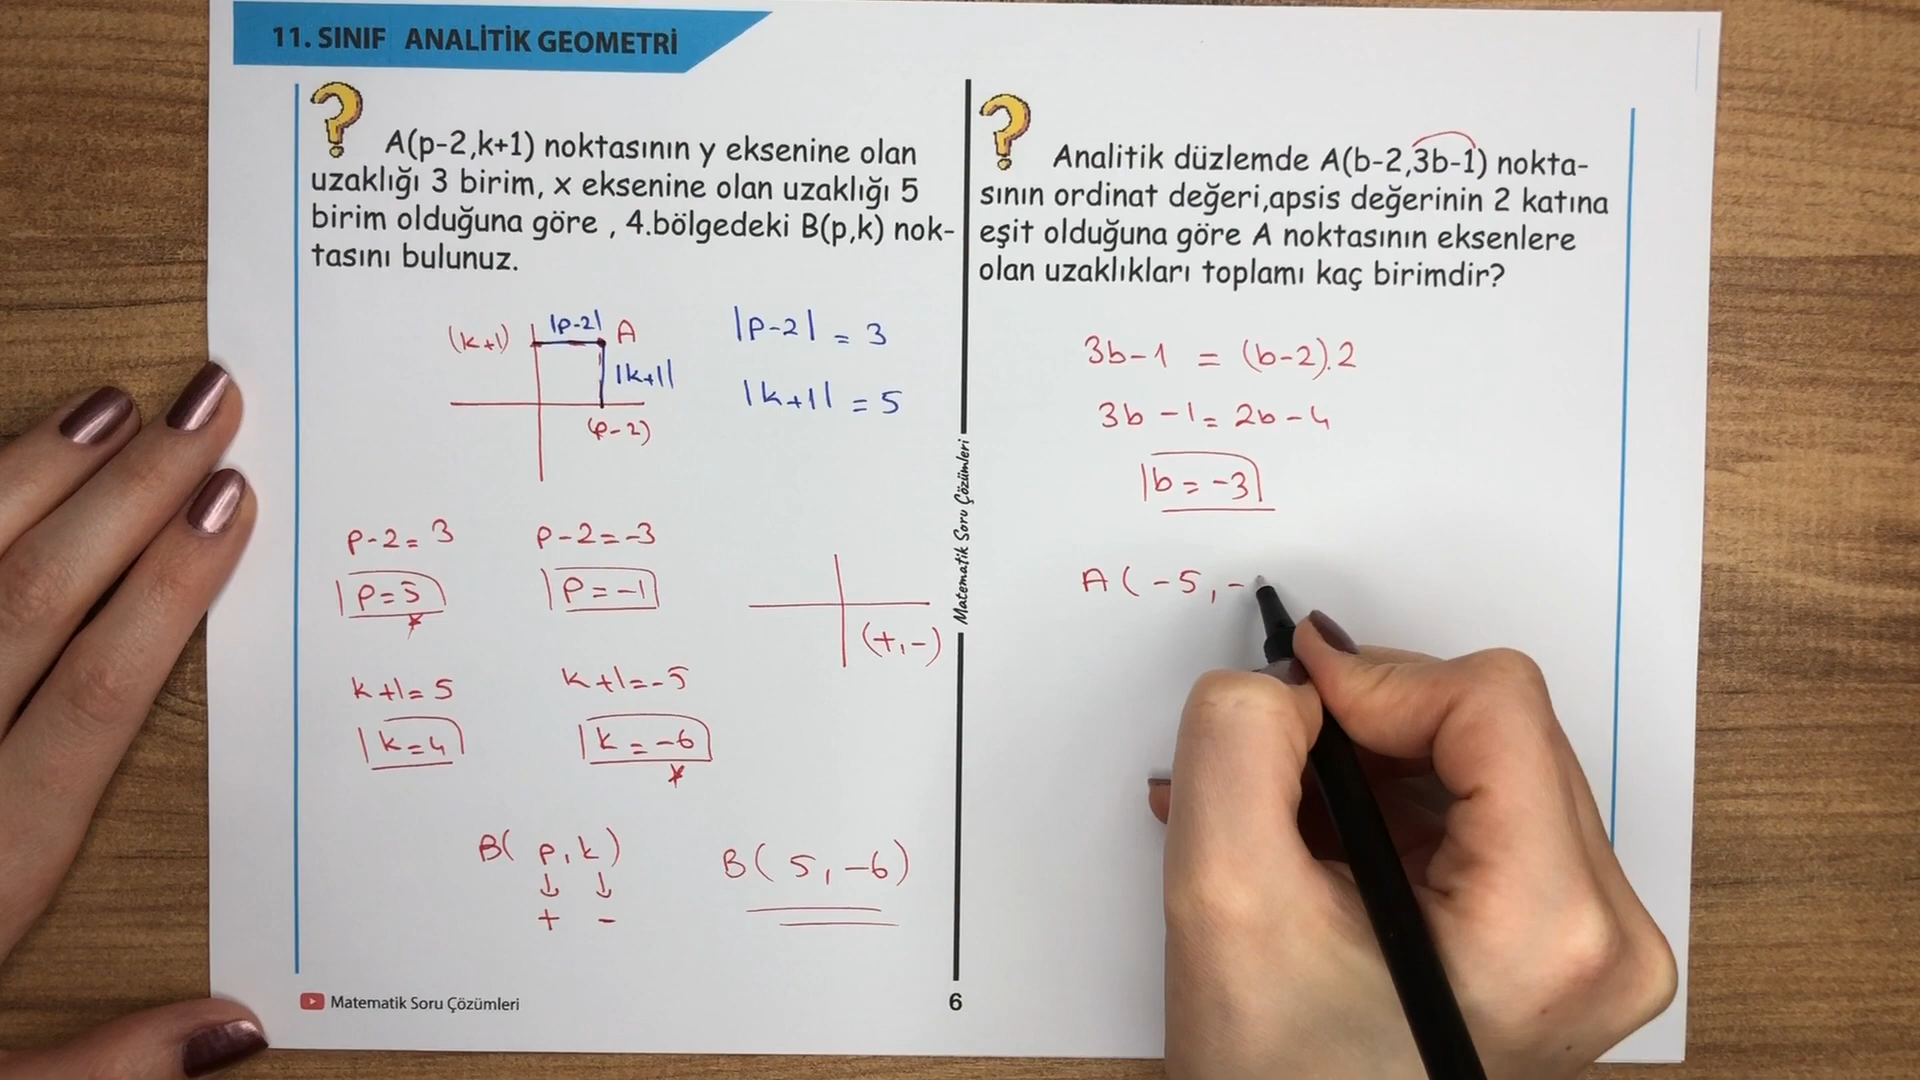 11. SINIF ANALİTİK GEOMETRİ
A(p-2,k+1) noktasının y eksenine olan
uzaklığı 3 birim, x eksenine olan uzaklığı 5
birim olduğuna göre , 4.bölgedeki B(p,k) nok-
tasını bulunuz.
(k+1) |p-2| A
|k+1|
(p-2)
|p-2| = 3
|k+1| = 5
p-2=3 p-2=-3
p=5 p=-1
(+,-)
k+1=5 k+1=-5
k=4 k=-6
B(p,k)
+ -
B(5,-6)
Matematik Soru Çözümleri
Matematik Soru Çözümleri
6
Analitik düzlemde A(b-2,3b-1) nokta-
sının ordinat değeri,apsis değerinin 2 katına
eşit olduğuna göre A noktasının eksenlere
olan uzaklıkları toplamı kaç birimdir?
3b-1 = (b-2).2
3b-1=2b-4
b=-3
A(-5,-